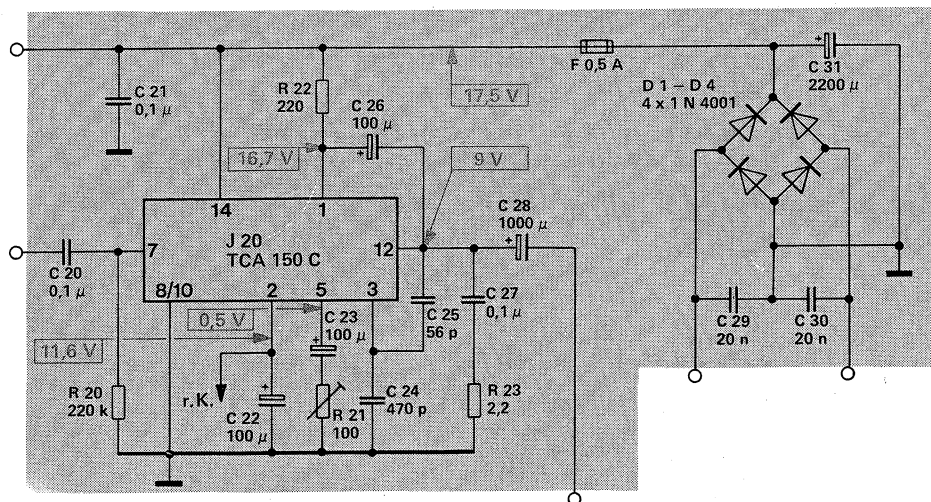 F 0,5 A
C 31
2200 µ
D 1 – D 4
4 x 1 N 4001
C 21
0,1 µ
R 22
220
C 26
100 µ
17,5 V
16,7 V
9 V
C 28
1000 µ
14
1
7
J 20
TCA 150 C
12
8/10
2
5
3
C 20
0,1 µ
0,5 V
C 23
100 µ
C 25
56 p
C 27
0,1 µ
C 29
20 n
C 30
20 n
11,6 V
R 20
220 k
r.K.
C 22
100 µ
R 21
100
C 24
470 p
R 23
2,2